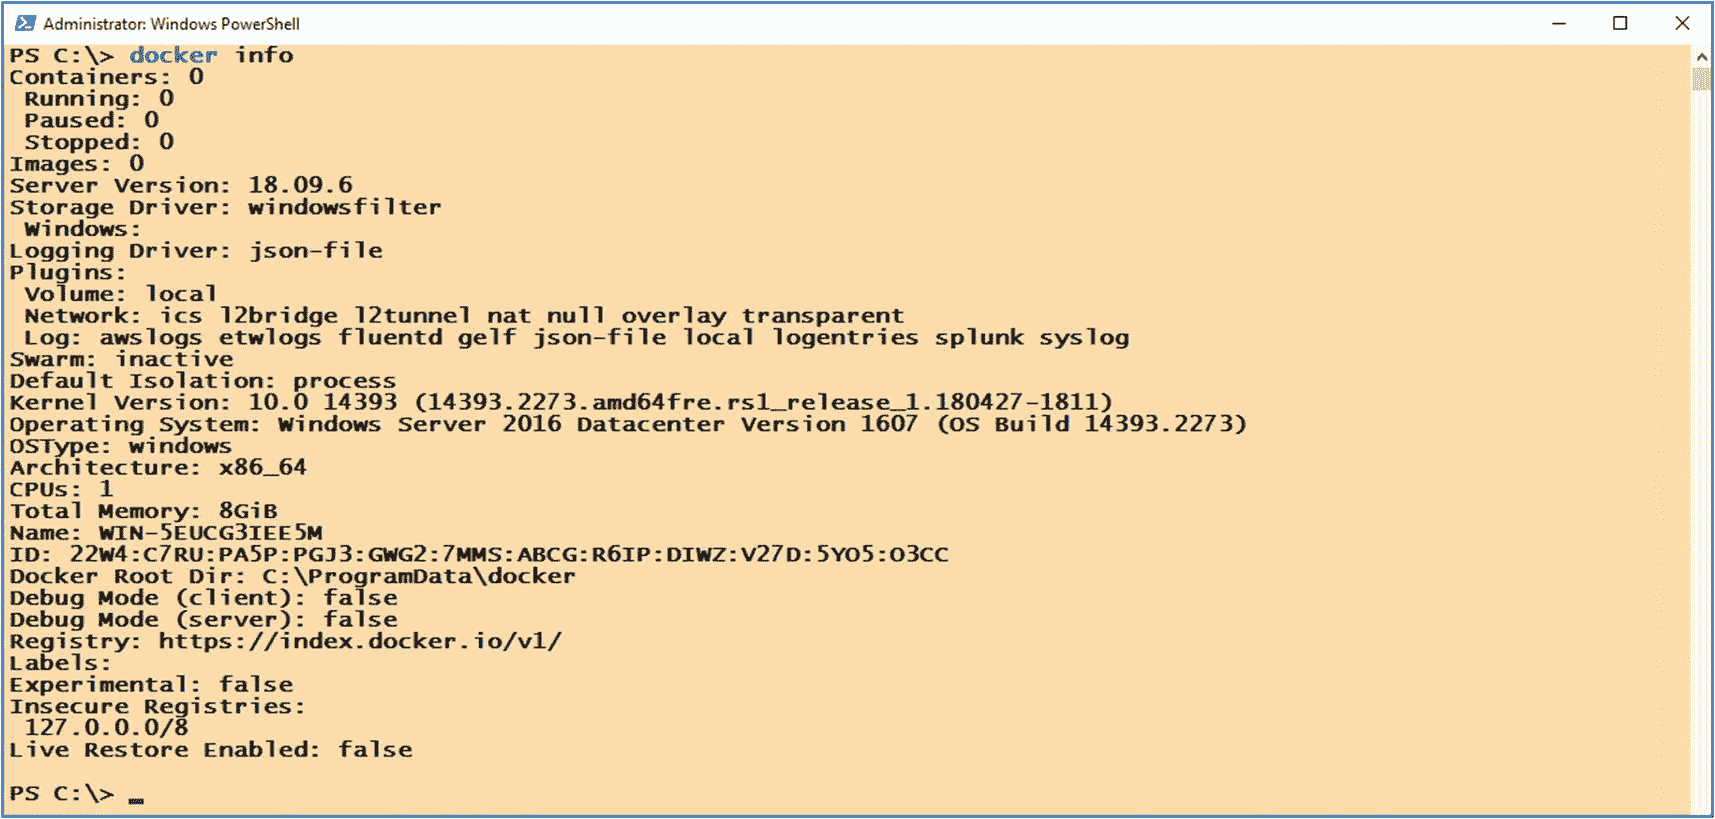 Administrator: Windows PowerShell
PS C:\> docker info
Containers: 0
 Running: 0
 Paused: 0
 Stopped: 0
Images: 0
Server Version: 18.09.6
Storage Driver: windowsfilter
 Windows:
Logging Driver: json-file
Plugins:
 Volume: local
 Network: ics l2bridge l2tunnel nat null overlay transparent
 Log: awslogs etwlogs fluentd gelf json-file local logentries splunk syslog
Swarm: inactive
Default Isolation: process
Kernel Version: 10.0 14393 (14393.2273.amd64fre.rs1_release_1.180427-1811)
Operating System: Windows Server 2016 Datacenter Version 1607 (OS Build 14393.2273)
OSType: windows
Architecture: x86_64
CPUs: 1
Total Memory: 8GiB
Name: WIN-5EUCG3IEE5M
ID: 22W4:C7RU:PA5P:PGJ3:GWG2:7MMS:ABCG:R6IP:DIWZ:V27D:5YO5:O3CC
Docker Root Dir: C:\ProgramData\docker
Debug Mode (client): false
Debug Mode (server): false
Registry: https://index.docker.io/v1/
Labels:
Experimental: false
Insecure Registries:
 127.0.0.0/8
Live Restore Enabled: false
PS C:\> _